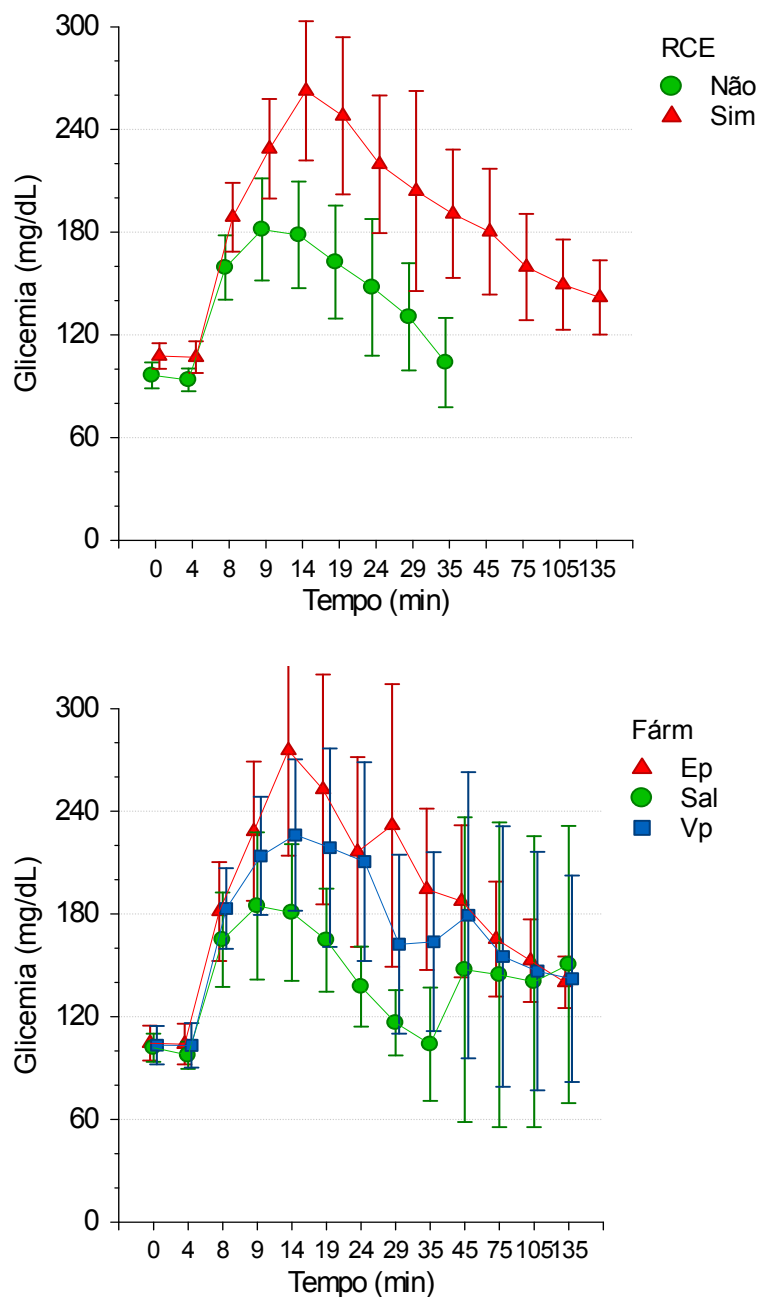 300
240
180
120
60
0
Glicemia (mg/dL)
0 4 8 9 14 19 24 29 35 45 75 105 135
Tempo (min)
RCE
Não
Sim
300
240
180
120
60
0
Glicemia (mg/dL)
0 4 8 9 14 19 24 29 35 45 75 105 135
Tempo (min)
Fárm
Ep
Sal
Vp